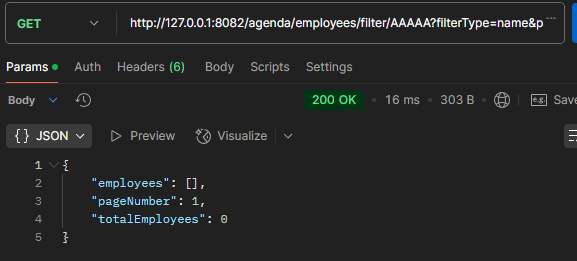 GET http://127.0.0.1:8082/agenda/employees/filter/AAAAA?filterType=name&p ...
Params Auth Headers (6) Body Scripts Settings
Body 200 OK • 16 ms • 303 B • e.g. Save
{} JSON Preview Visualize
1 {
2 "employees": [],
3 "pageNumber": 1,
4 "totalEmployees": 0
5 }